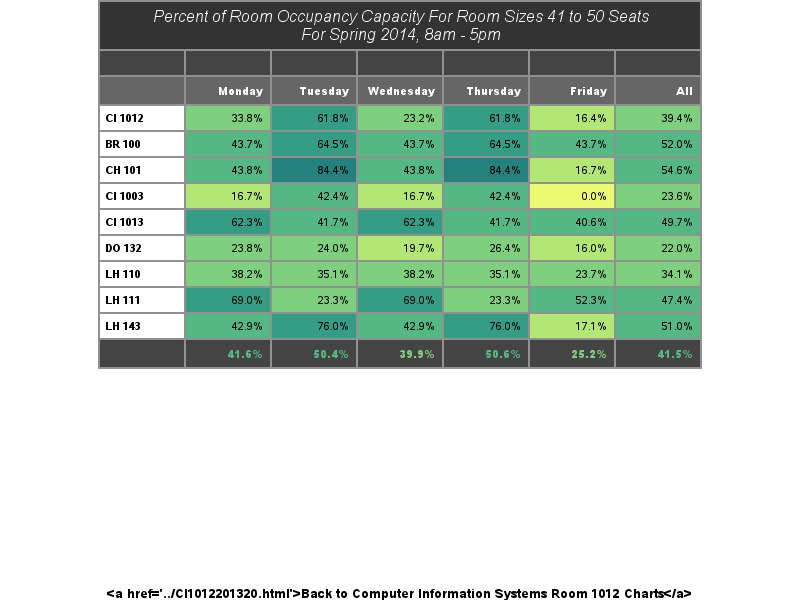 Percent of Room Occupancy Capacity For Room Sizes 41 to 50 Seats
For Spring 2014, 8am - 5pm
Monday Tuesday Wednesday Thursday Friday All
CI 1012 33.8% 61.8% 23.2% 61.8% 16.4% 39.4%
BR 100 43.7% 64.5% 43.7% 64.5% 43.7% 52.0%
CH 101 43.8% 84.4% 43.8% 84.4% 16.7% 54.6%
CI 1003 16.7% 42.4% 16.7% 42.4% 0.0% 23.6%
CI 1013 62.3% 41.7% 62.3% 41.7% 40.6% 49.7%
DO 132 23.8% 24.0% 19.7% 26.4% 16.0% 22.0%
LH 110 38.2% 35.1% 38.2% 35.1% 23.7% 34.1%
LH 111 69.0% 23.3% 69.0% 23.3% 52.3% 47.4%
LH 143 42.9% 76.0% 42.9% 76.0% 17.1% 51.0%
41.6% 50.4% 39.9% 50.6% 25.2% 41.5%
<a href='../CI1012201320.html'>Back to Computer Information Systems Room 1012 Charts</a>